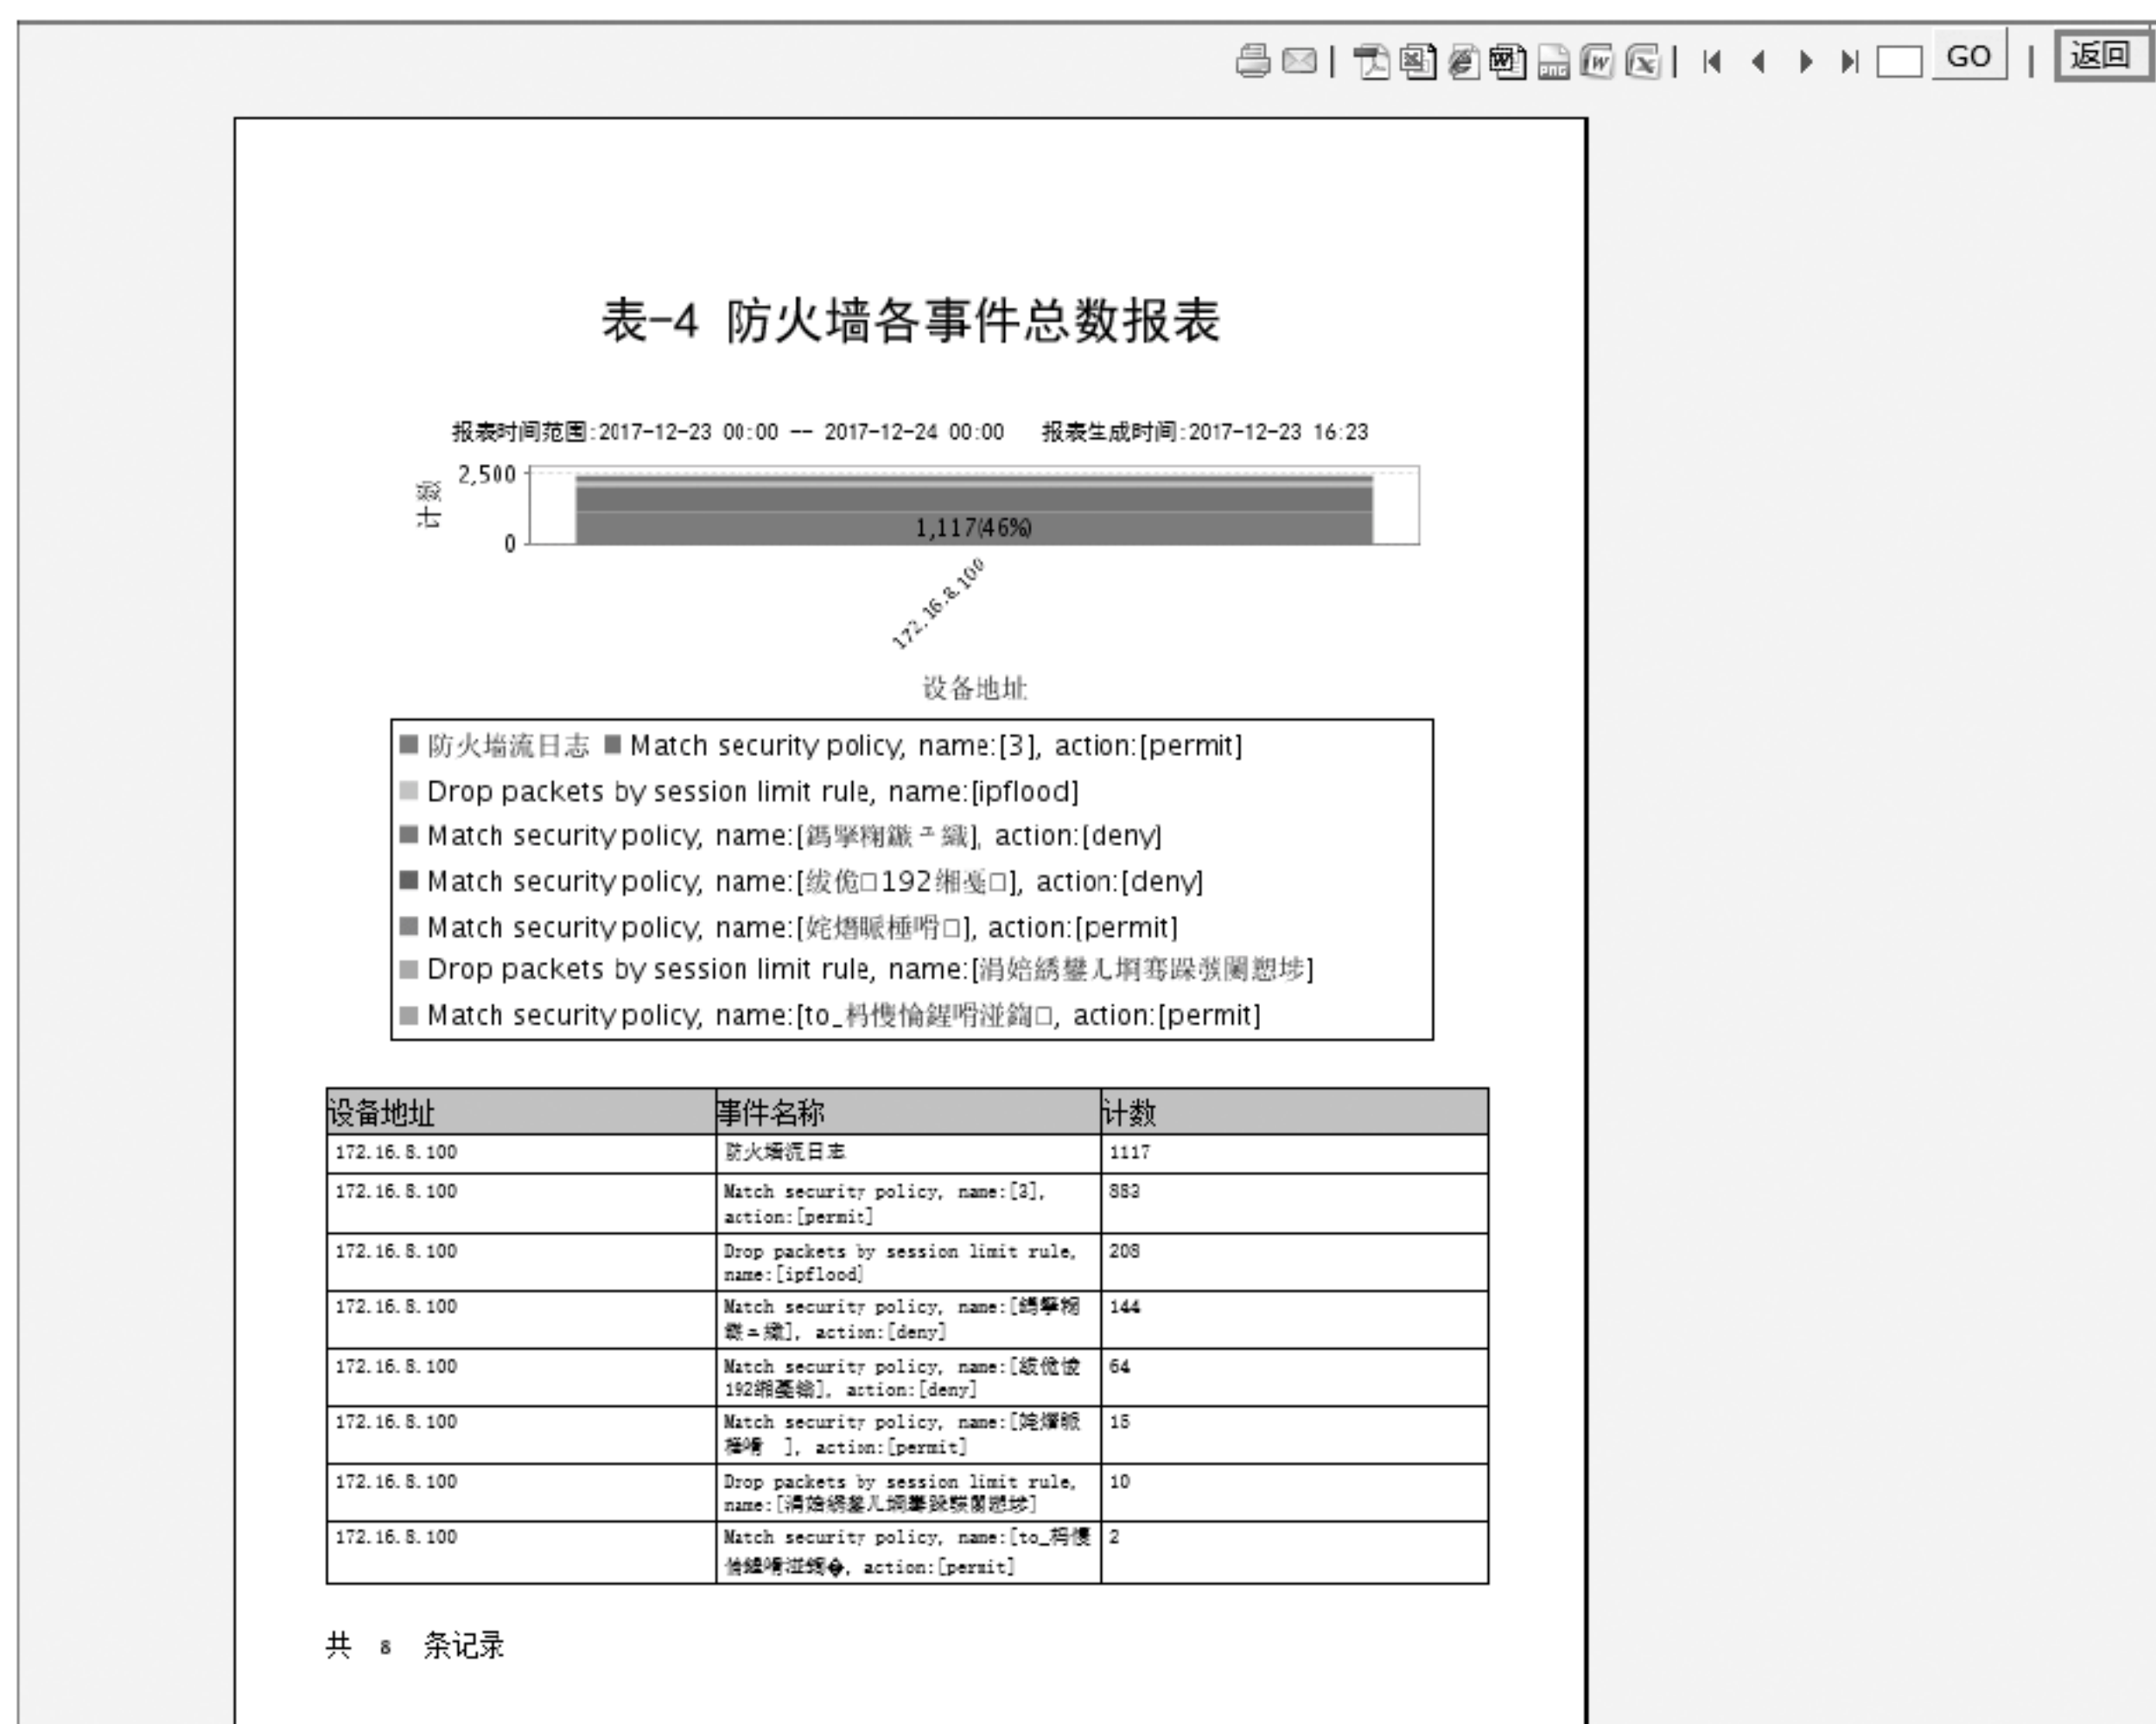 GO | 返回
表-4 防火墙各事件总数报表
报表时间范围:2017-12-23 00:00 -- 2017-12-24 00:00 报表生成时间:2017-12-23 16:23
计数
2,500
1,117(46%)
0
172.16.8.100
设备地址
防火墙流日志 Match security policy, name:[3], action:[permit]
Drop packets by session limit rule, name:[ipflood]
Match security policy, name:[], action:[deny]
Match security policy, name:[192], action:[deny]
Match security policy, name:[], action:[permit]
Drop packets by session limit rule, name:[]
Match security policy, name:[to_, action:[permit]
设备地址 事件名称 计数
172.16.8.100 防火墙流日志 1117
172.16.8.100 Match security policy, name:[3], 883
action:[permit]
172.16.8.100 Drop packets by session limit rule, 208
name:[ipflood]
172.16.8.100 Match security policy, name:[ 144
], action:[deny]
172.16.8.100 Match security policy, name:[ 64
192], action:[deny]
172.16.8.100 Match security policy, name:[ 15
], action:[permit]
172.16.8.100 Drop packets by session limit rule, 10
name:[]
172.16.8.100 Match security policy, name:[to_ 2
, action:[permit]
共 8 条记录